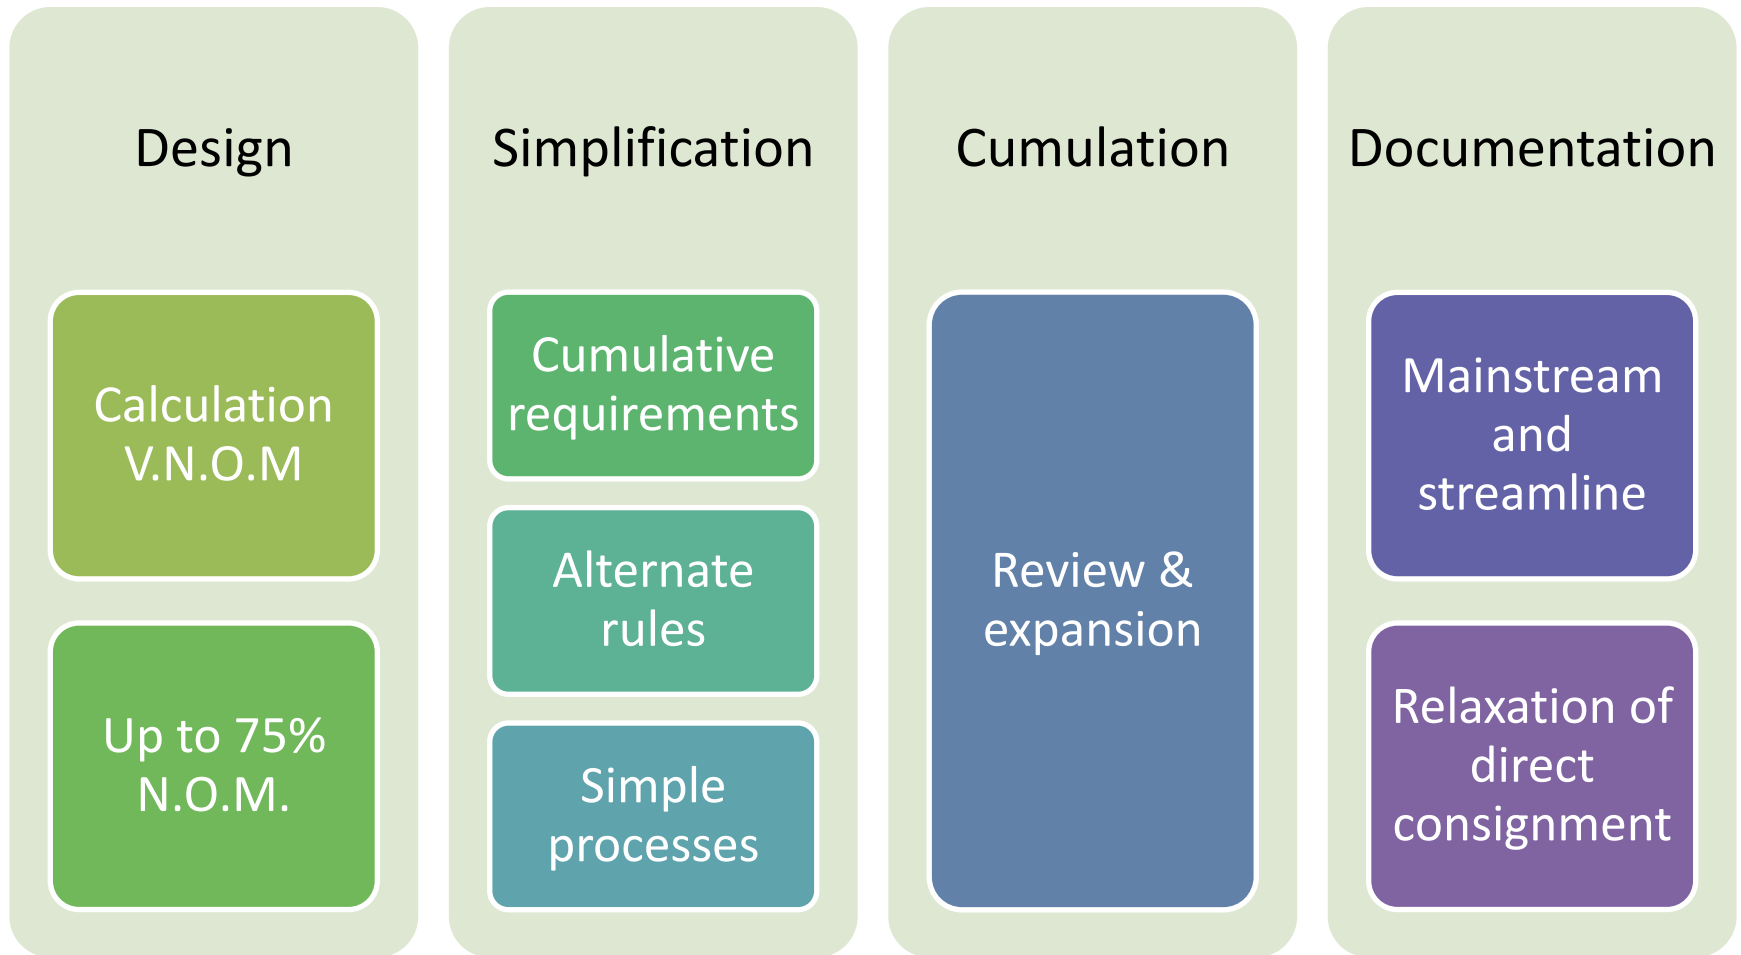 Design
Calculation
V.N.O.M
Up to 75%
N.O.M.
Simplification
Cumulative
requirements
Alternate
rules
Simple
processes
Cumulation
Review &
expansion
Documentation
Mainstream
and
streamline
Relaxation of
direct
consignment